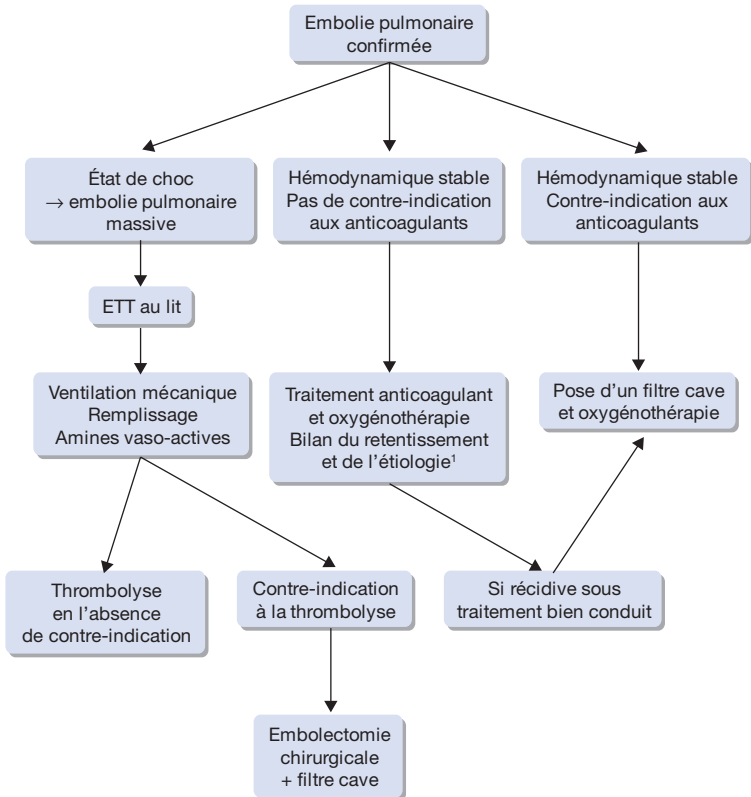 Embolie pulmonaire
confirmée
État de choc
→ embolie pulmonaire
massive
Hémodynamique stable
Pas de contre-indication
aux anticoagulants
Hémodynamique stable
Contre-indication aux
anticoagulants
ETT au lit
Ventilation mécanique
Remplissage
Amines vaso-actives
Traitement anticoagulant
et oxygénothérapie
Bilan du retentissement
et de l’étiologie¹
Pose d’un filtre cave
et oxygénothérapie
Thrombolyse
en l’absence
de contre-indication
Contre-indication
à la thrombolyse
Si récidive sous
traitement bien conduit
Embolectomie
chirurgicale
+ filtre cave